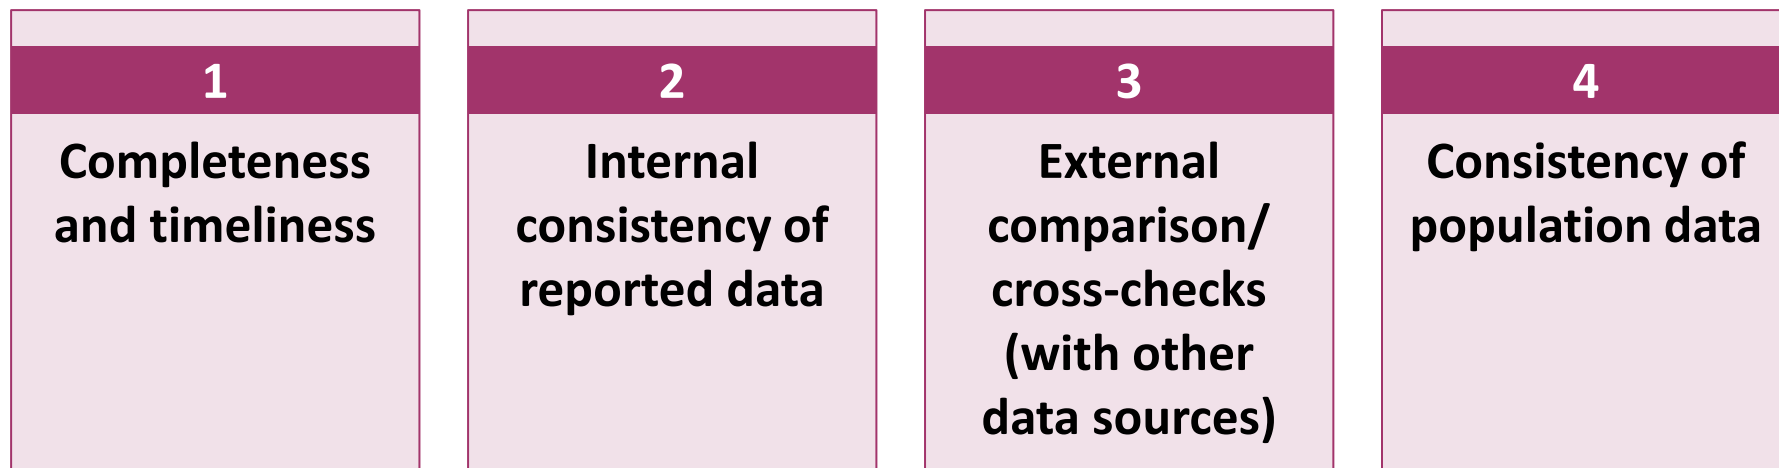 1
Completeness
and timeliness
2
Internal
consistency of
reported data
3
External
comparison/
cross-checks
(with other
data sources)
4
Consistency of
population data